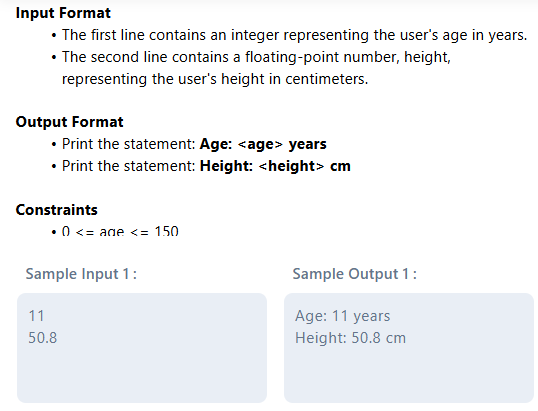 Input Format
• The first line contains an integer representing the user's age in years.
• The second line contains a floating-point number, height,
representing the user's height in centimeters.
Output Format
• Print the statement: Age: <age> years
• Print the statement: Height: <height> cm
Constraints
• 0 <= age <= 150
Sample Input 1 :
11
50.8
Sample Output 1 :
Age: 11 years
Height: 50.8 cm